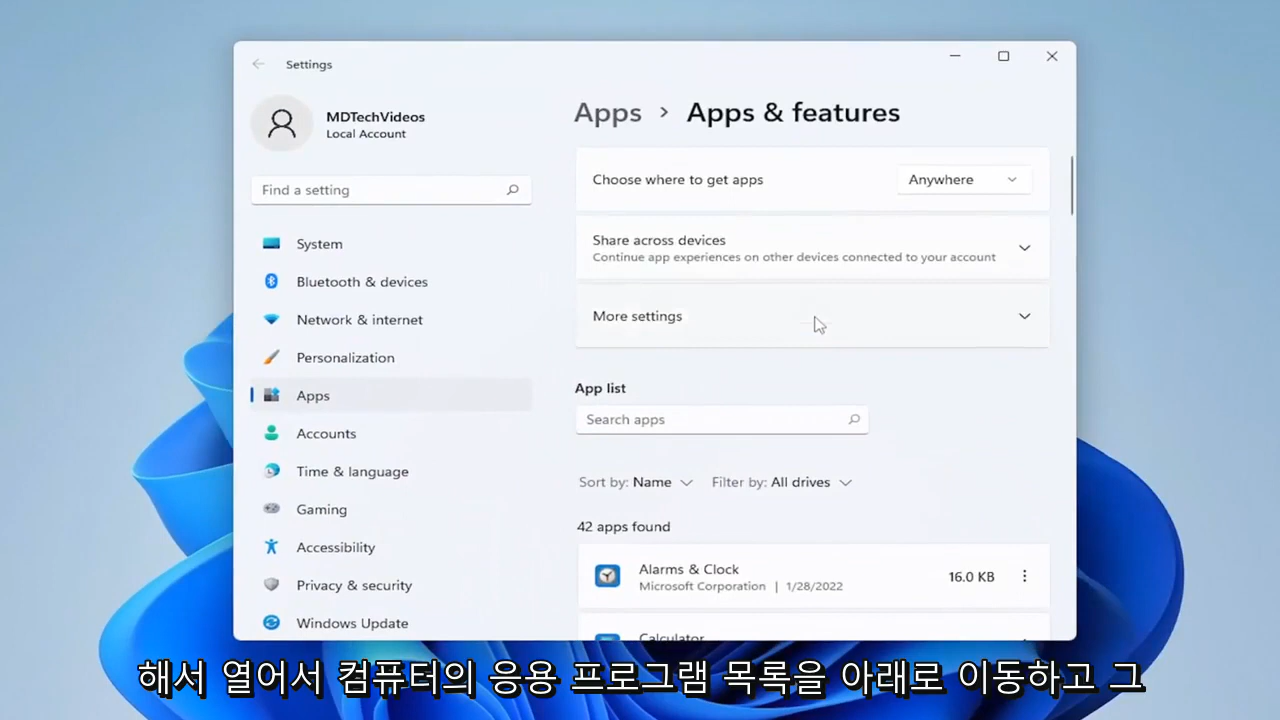 Settings
MDTechVideos
Local Account
Find a setting
System
Bluetooth & devices
Network & internet
Personalization
Apps
Accounts
Time & language
Gaming
Accessibility
Privacy & security
Windows Update
Apps > Apps & features
Choose where to get apps
Anywhere
Share across devices
Continue app experiences on other devices connected to your account
More settings
App list
Search apps
Sort by: Name
Filter by: All drives
42 apps found
Alarms & Clock
Microsoft Corporation | 1/28/2022
16.0 KB
Calculator
해서 열어서 컴퓨터의 응용 프로그램 목록을 아래로 이동하고 그